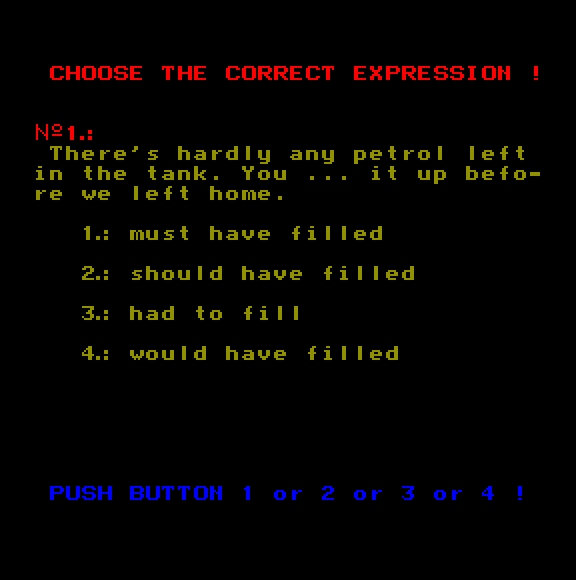 CHOOSE THE CORRECT EXPRESSION !
Nº1.:
There's hardly any petrol left
in the tank. You ... it up befo-
re we left home.
1.: must have filled
2.: should have filled
3.: had to fill
4.: would have filled
PUSH BUTTON 1 or 2 or 3 or 4 !